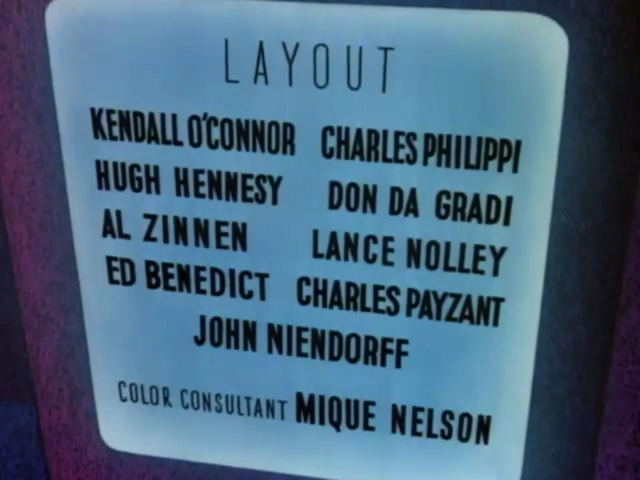 LAYOUT
KENDALL O'CONNOR CHARLES PHILIPPI
HUGH HENNESY DON DA GRADI
AL ZINNEN LANCE NOLLEY
ED BENEDICT CHARLES PAYZANT
JOHN NIENDORFF
COLOR CONSULTANT MIQUE NELSON